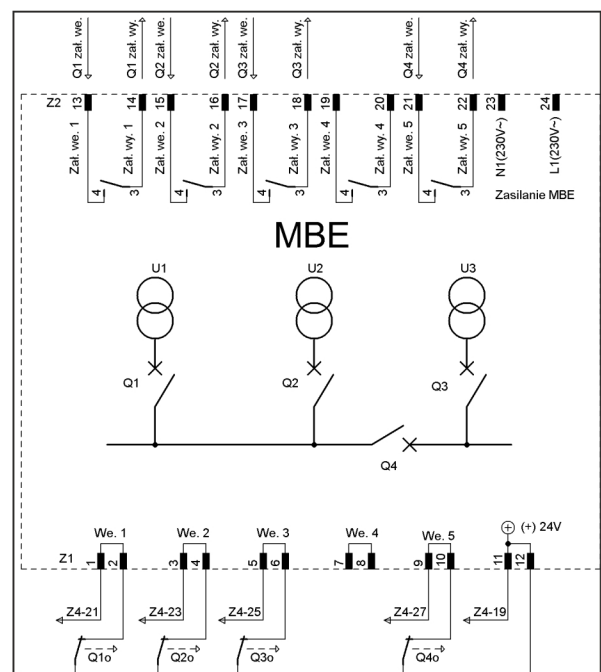 Q1 zał. we.
Q1 zał. wy.
Q2 zał. we.
Q2 zał. wy.
Q3 zał. we.
Q3 zał. wy.
Q4 zał. we.
Q4 zał. wy.
Z2
13
14
15
16
17
18
19
20
21
22
23
24
Zał. we. 1
Zał. wy. 1
Zał. we. 2
Zał. wy. 2
Zał. we. 3
Zał. wy. 3
Zał. we. 4
Zał. wy. 4
Zał. we. 5
Zał. wy. 5
N1(230V~)
L1(230V~)
4
3
4
3
4
3
4
3
4
3
Zasilanie MBE
MBE
U1
U2
U3
Q1
Q2
Q3
Q4
We. 1
We. 2
We. 3
We. 4
We. 5
(+) 24V
Z1
1
2
3
4
5
6
7
8
9
10
11
12
Z4-21
Z4-23
Z4-25
Z4-27
Z4-19
Q1o
Q2o
Q3o
Q4o